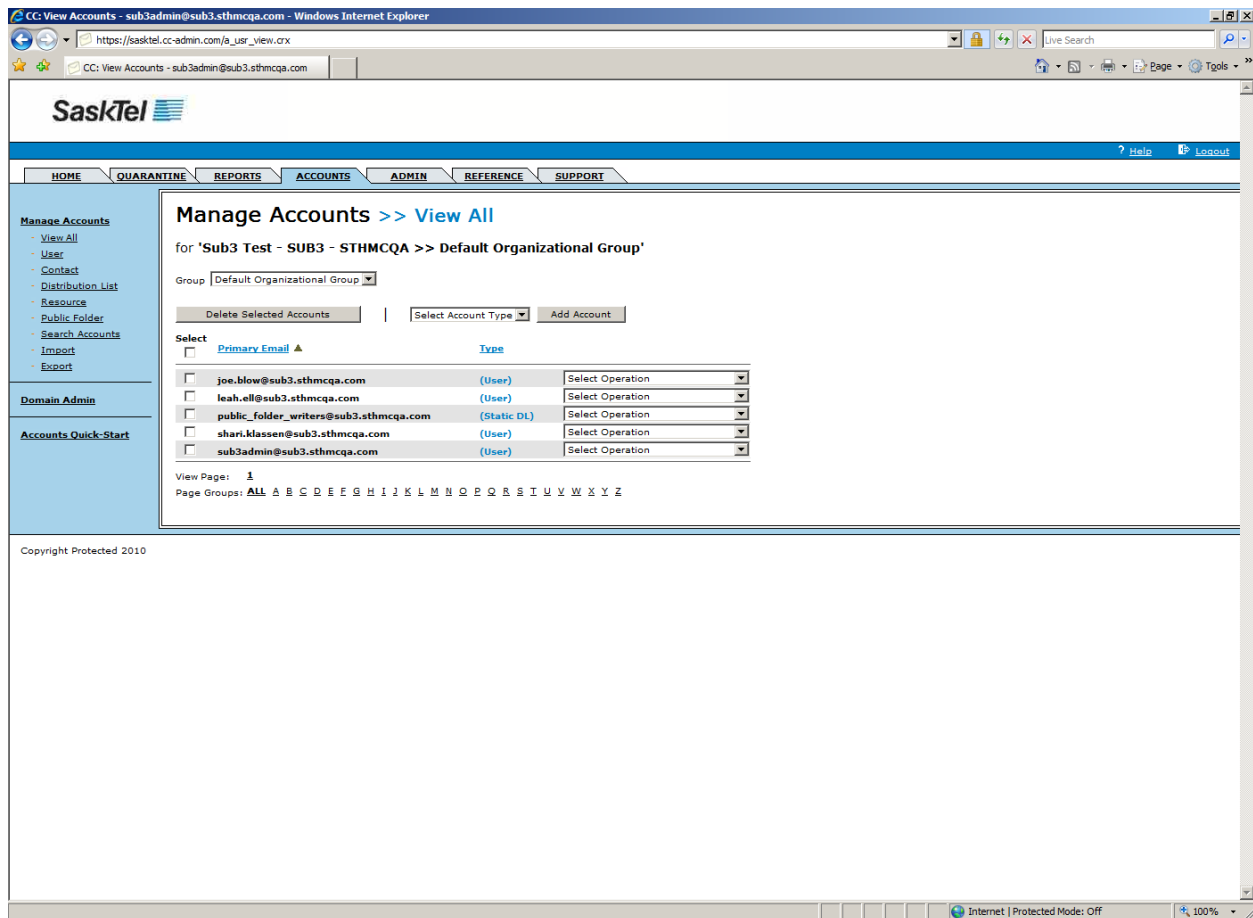 CC: View Accounts - sub3admin@sub3.sthmcqa.com - Windows Internet Explorer
https://sasktel.cc-admin.com/a_usr_view.crx
Live Search
CC: View Accounts - sub3admin@sub3.sthmcqa.com
Page
Tools
»
SaskTel
? Help
Logout
HOME QUARANTINE REPORTS ACCOUNTS ADMIN REFERENCE SUPPORT
Manage Accounts
View All
User
Contact
Distribution List
Resource
Public Folder
Search Accounts
Import
Export
Domain Admin
Accounts Quick-Start
Manage Accounts >> View All
for 'Sub3 Test - SUB3 - STHMCQA >> Default Organizational Group'
Group Default Organizational Group
Delete Selected Accounts | Select Account Type Add Account
Select
Primary Email Type
joe.blow@sub3.sthmcqa.com (User) Select Operation
leah.ell@sub3.sthmcqa.com (User) Select Operation
public_folder_writers@sub3.sthmcqa.com (Static DL) Select Operation
shari.klassen@sub3.sthmcqa.com (User) Select Operation
sub3admin@sub3.sthmcqa.com (User) Select Operation
View Page: 1
Page Groups: ALL A B C D E F G H I J K L M N O P Q R S T U V W X Y Z
Copyright Protected 2010
Internet | Protected Mode: Off
100%